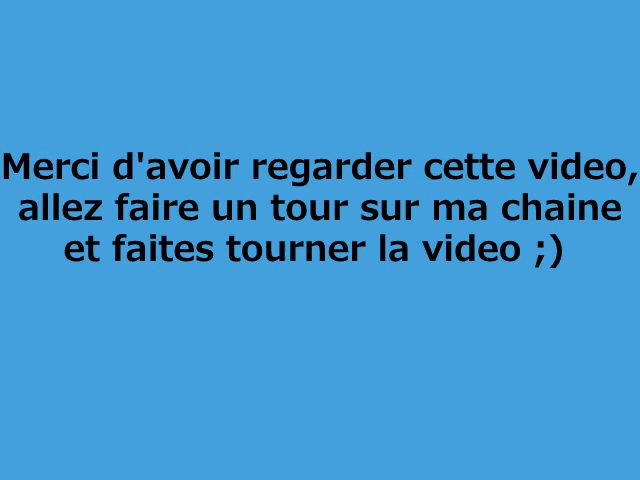 Merci d'avoir regarder cette video,
allez faire un tour sur ma chaine
et faites tourner la video ;)